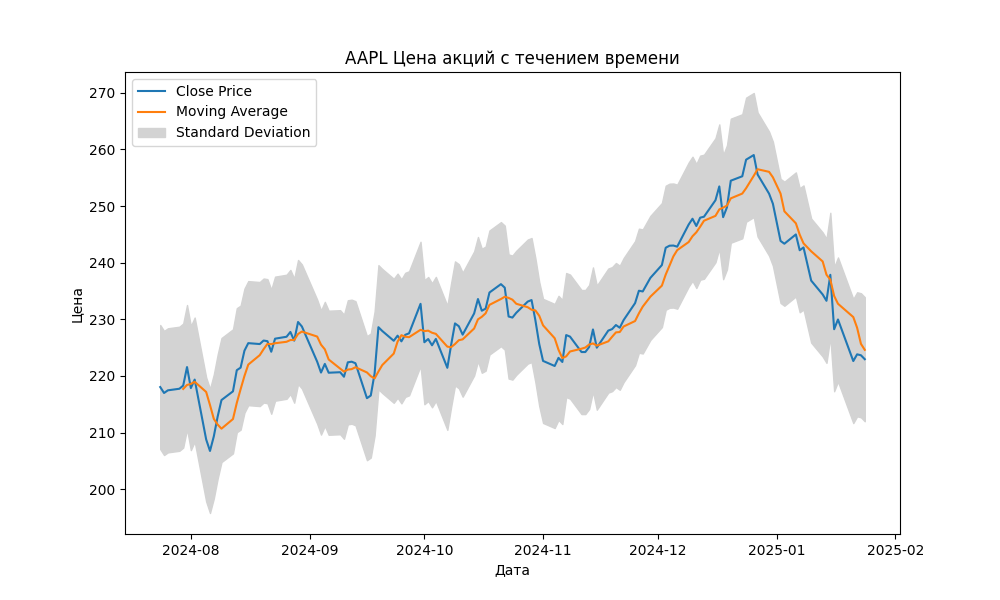 AAPL Цена акций с течением времени
Close Price
Moving Average
Standard Deviation
Цена
270
260
250
240
230
220
210
200
2024-08
2024-09
2024-10
2024-11
2024-12
2025-01
2025-02
Дата